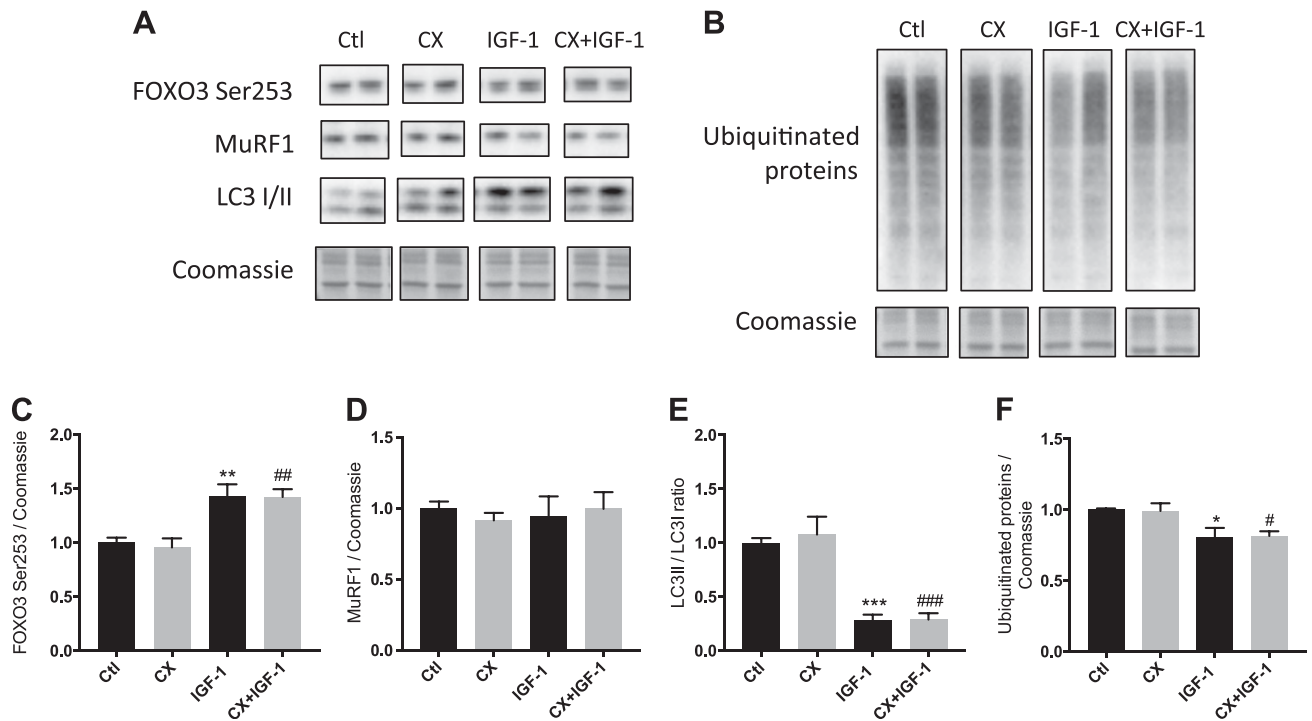 A
Ctl CX IGF-1 CX+IGF-1
FOXO3 Ser253
MuRF1
LC3 I/II
Coomassie
B
Ctl CX IGF-1 CX+IGF-1
Ubiquitinated
proteins
Coomassie
C
FOXO3 Ser253 / Coomassie
2.0
1.5
1.0
0.5
0.0
** ##
Ctl CX IGF-1 CX+IGF-1
D
MuRF1 / Coomassie
1.5
1.0
0.5
0.0
Ctl CX IGF-1 CX+IGF-1
E
LC3II / LC3I ratio
2.0
1.5
1.0
0.5
0.0
*** ###
Ctl CX IGF-1 CX+IGF-1
F
Ubiquitinated proteins /
Coomassie
1.5
1.0
0.5
0.0
* #
Ctl CX IGF-1 CX+IGF-1